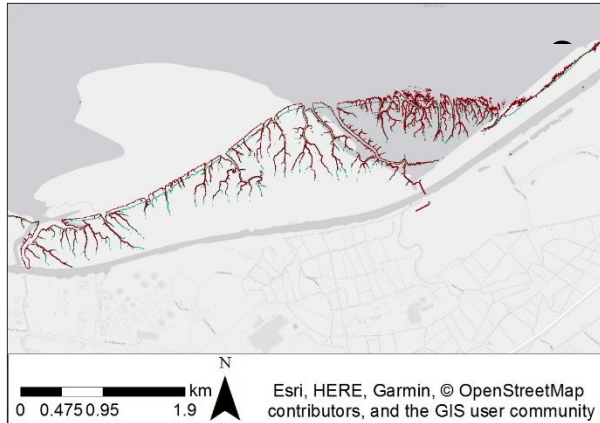 N
km
0 0.475 0.95 1.9
Esri, HERE, Garmin, © OpenStreetMap
contributors, and the GIS user community